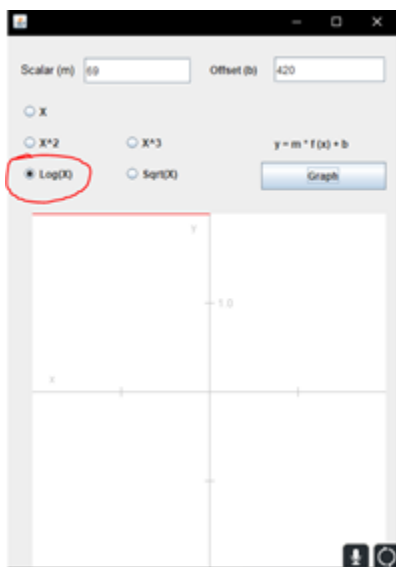 Scalar (m) 69 Offset (b) 420
X
X^2 X^3 y = m * f (x) + b
Log(X) Sqrt(X) Graph
y
1.0
x